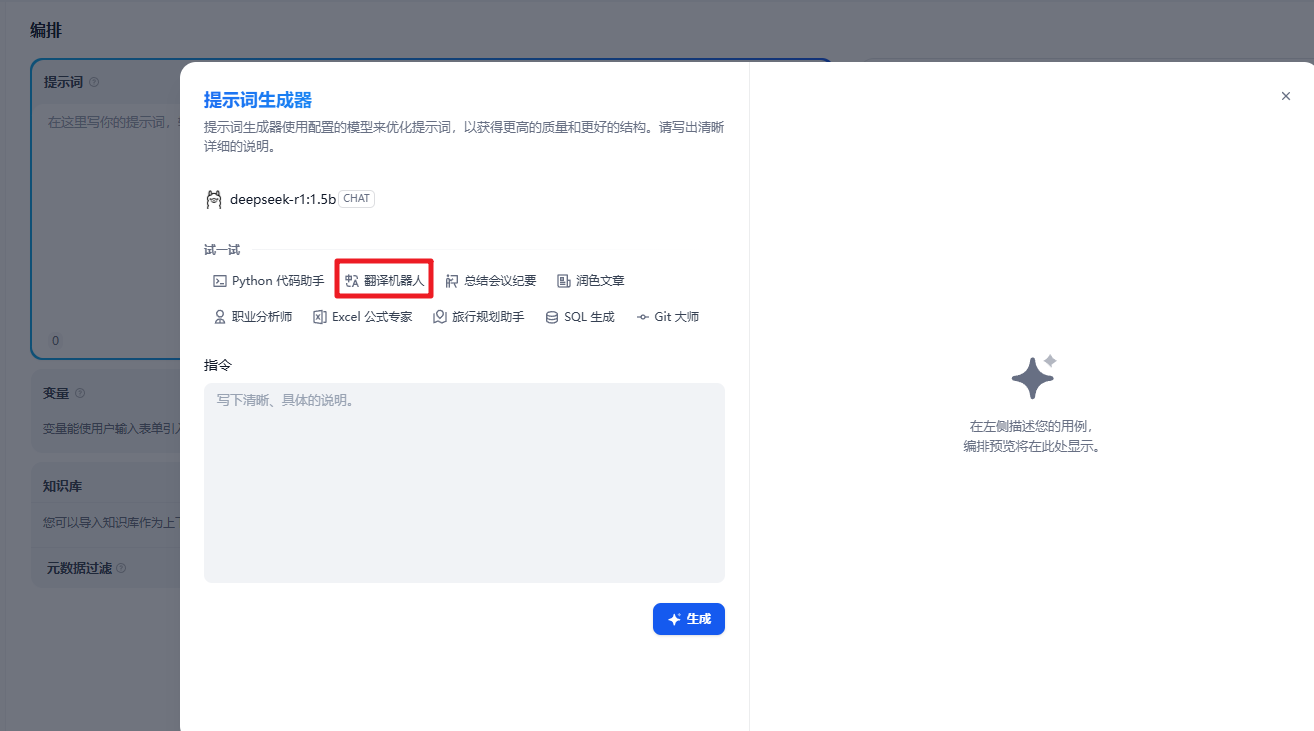 编排
提示词
在这里写你的提示词，
0
变量
变量能使用户输入表单引入
知识库
您可以导入知识库作为上下
元数据过滤
提示词生成器
提示词生成器使用配置的模型来优化提示词，以获得更高的质量和更好的结构。请写出清晰
详细的说明。
deepseek-r1:1.5b CHAT
试一试
Python 代码助手 翻译机器人 总结会议纪要 润色文章
职业分析师 Excel 公式专家 旅行规划助手 SQL 生成 Git 大师
指令
写下清晰、具体的说明。
生成
在左侧描述您的用例，
编排预览将在此处显示。